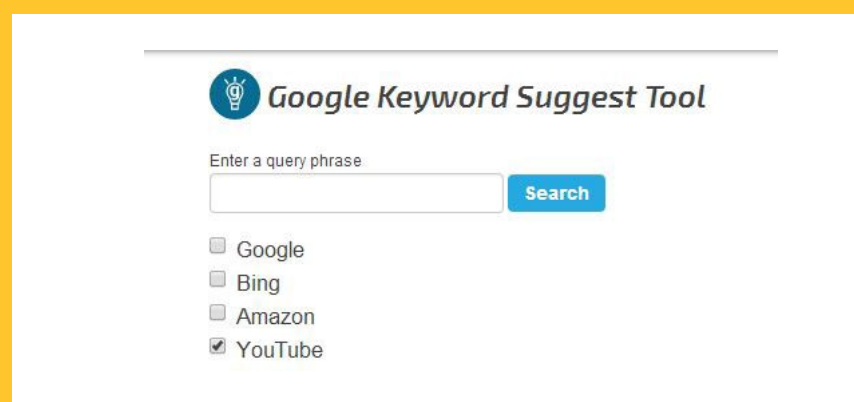 Google Keyword Suggest Tool
Enter a query phrase
Search
Google
Bing
Amazon
YouTube